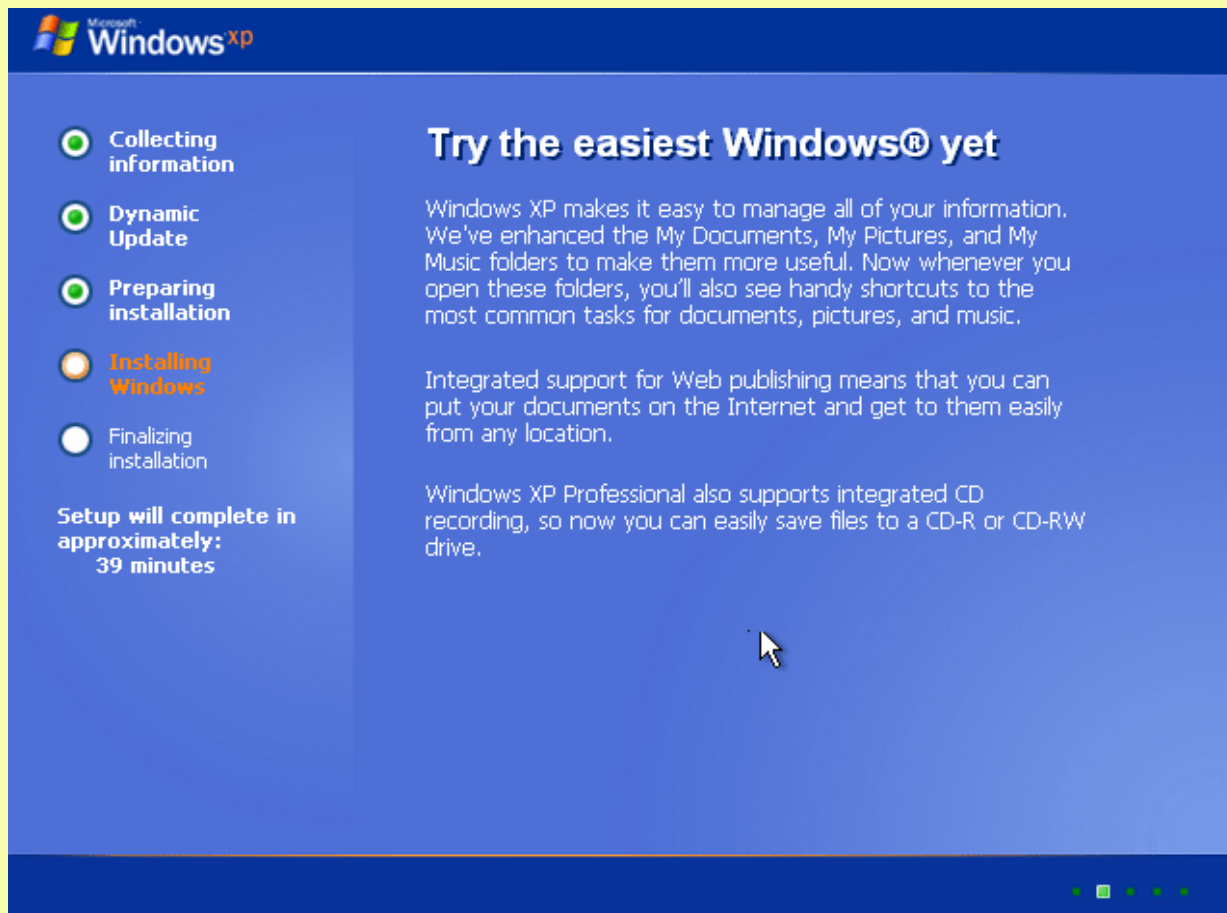 Microsoft
Windows xp
Collecting
information
Dynamic
Update
Preparing
installation
Installing
Windows
Finalizing
installation
Setup will complete in
approximately:
39 minutes
Try the easiest Windows® yet
Windows XP makes it easy to manage all of your information.
We've enhanced the My Documents, My Pictures, and My
Music folders to make them more useful. Now whenever you
open these folders, you'll also see handy shortcuts to the
most common tasks for documents, pictures, and music.
Integrated support for Web publishing means that you can
put your documents on the Internet and get to them easily
from any location.
Windows XP Professional also supports integrated CD
recording, so now you can easily save files to a CD-R or CD-RW
drive.